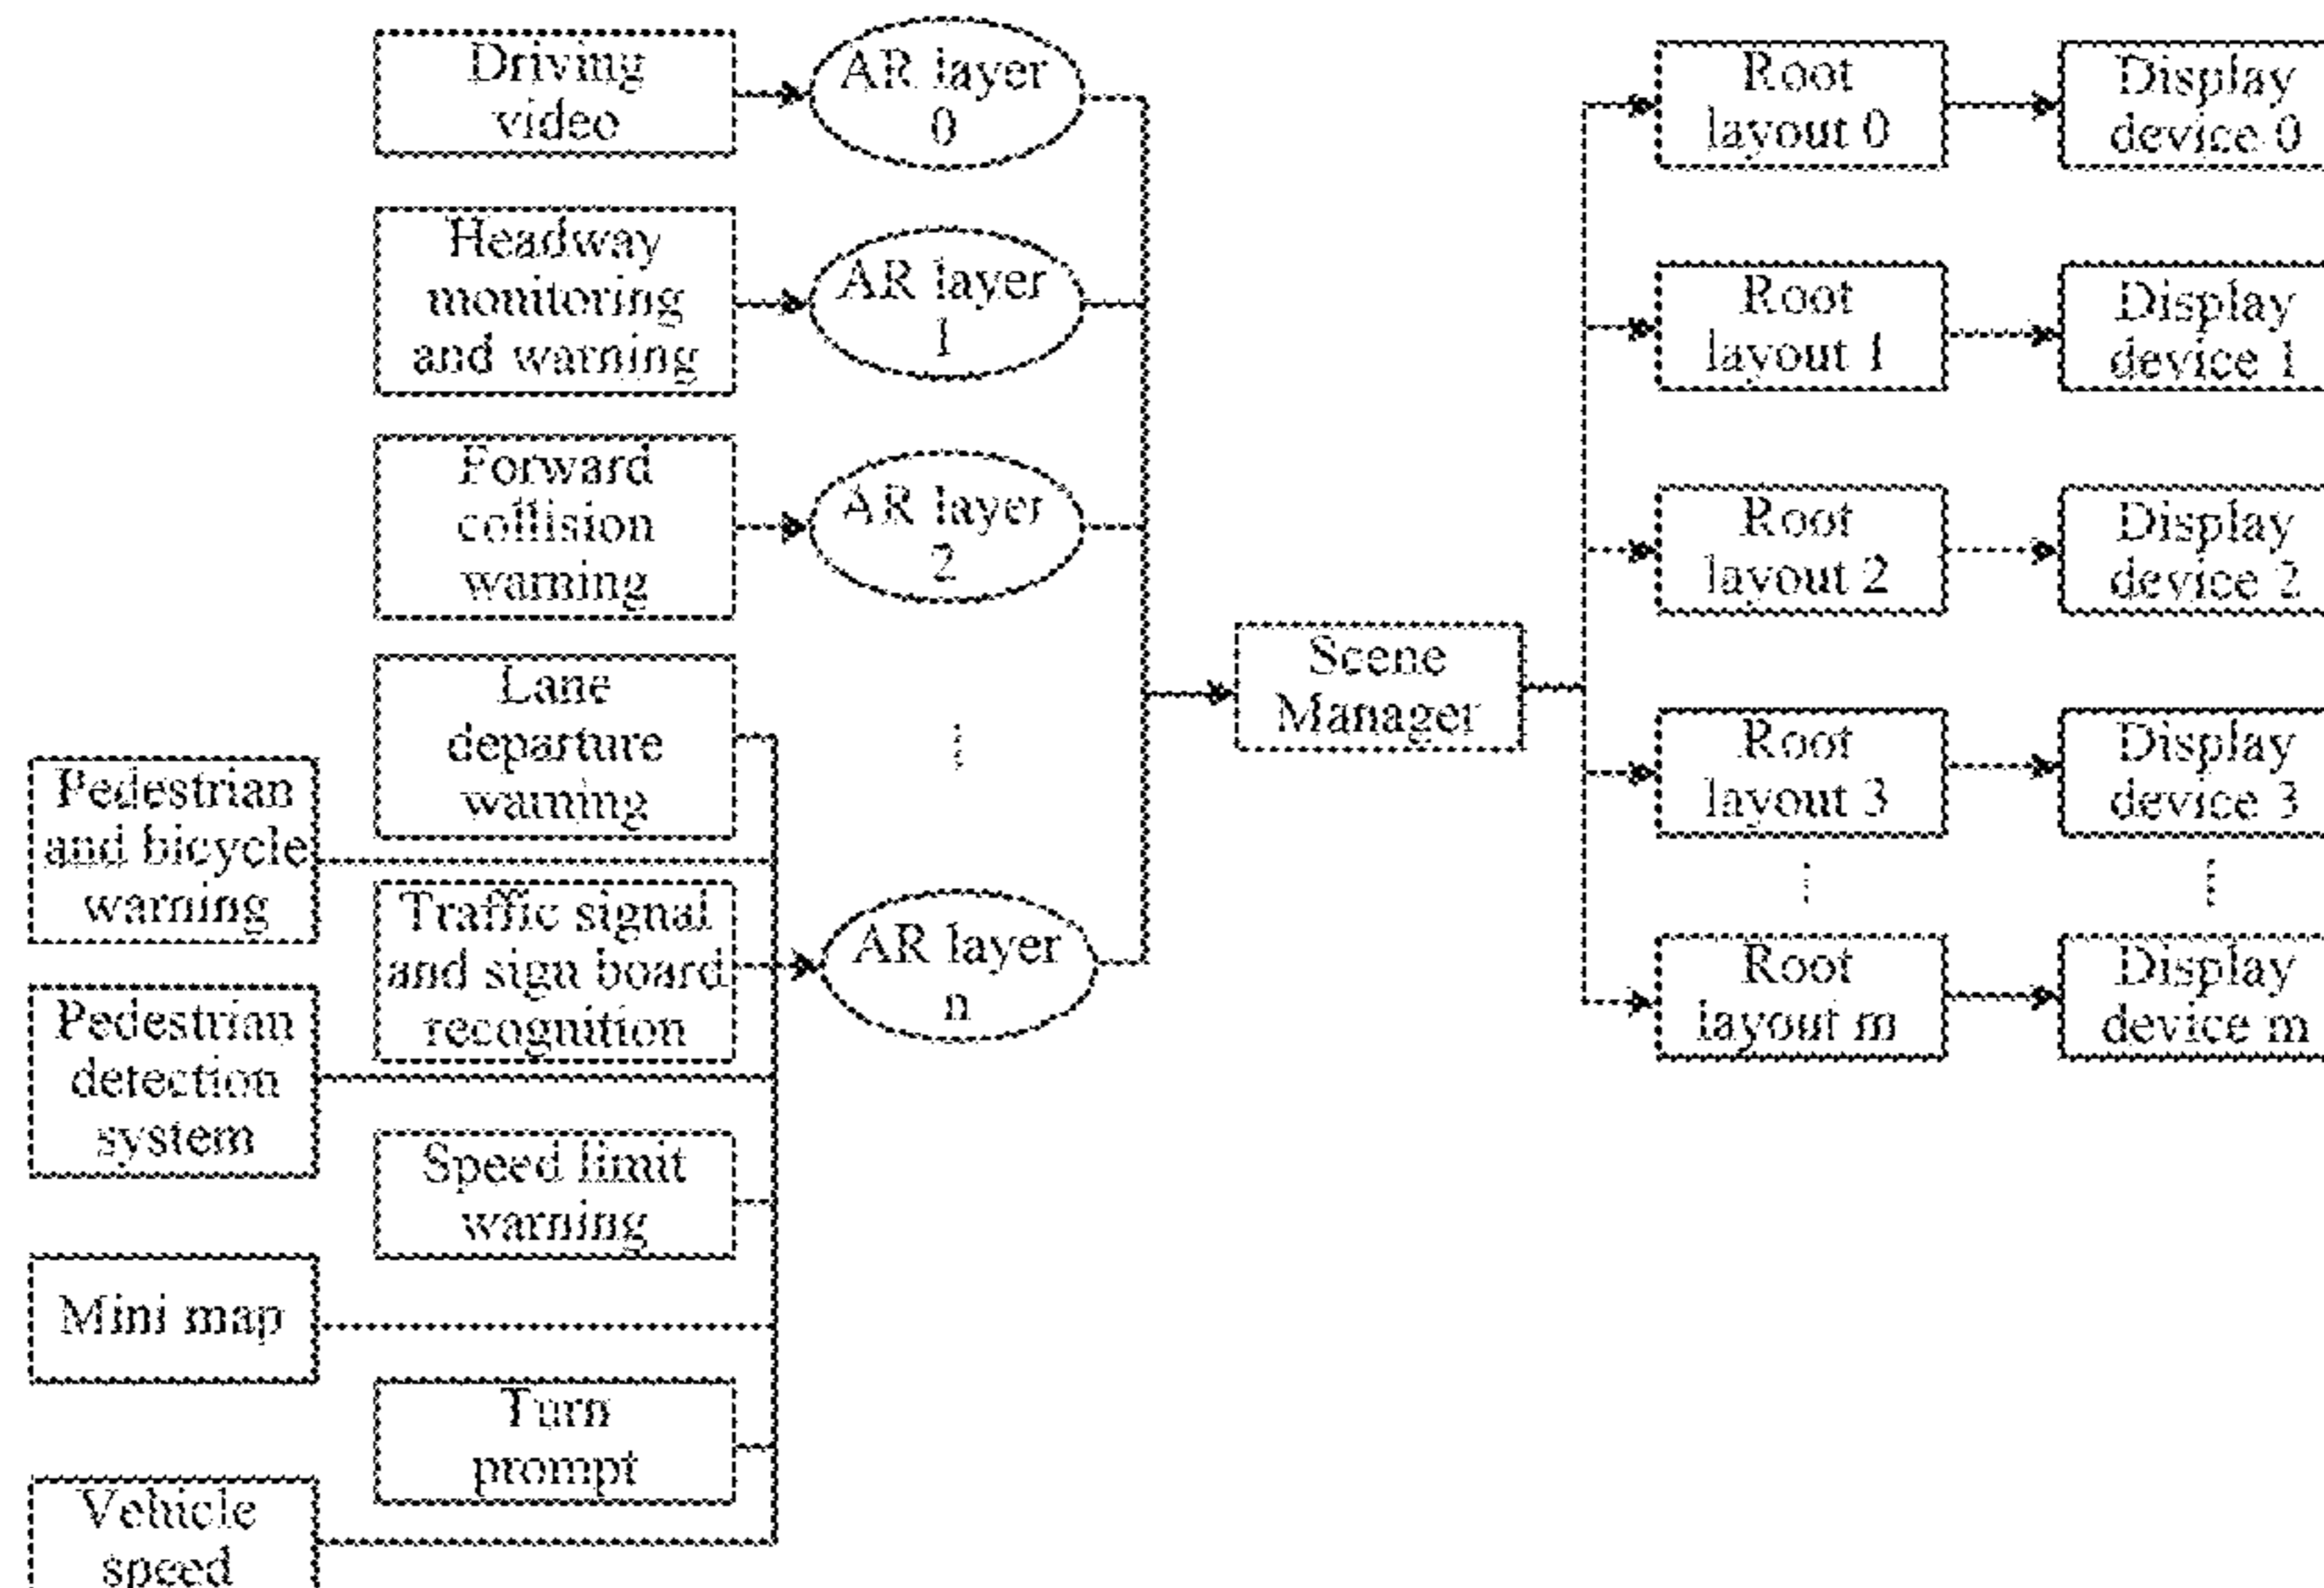 Driving
video
AR layer
0
Headway
monitoring
and warning
AR layer
1
Forward
collision
warning
AR layer
2
Lane
departure
warning
⋮
Pedestrian
and bicycle
warning
Traffic signal
and sign board
recognition
AR layer
n
Pedestrian
detection
system
Speed limit
warning
Mini map
Turn
prompt
Vehicle
speed
Scene
Manager
Root
layout 0
Display
device 0
Root
layout 1
Display
device 1
Root
layout 2
Display
device 2
Root
layout 3
Display
device 3
⋮
⋮
Root
layout m
Display
device m